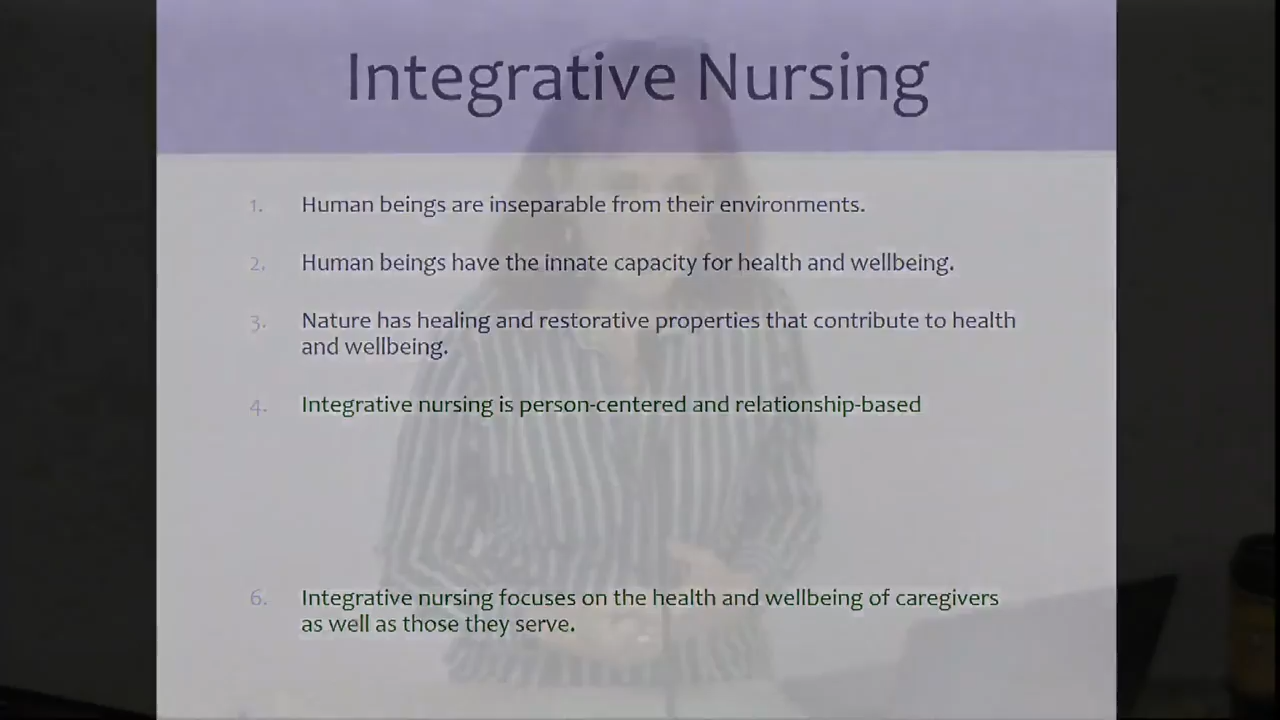 Integrative Nursing
1. Human beings are inseparable from their environments.
2. Human beings have the innate capacity for health and wellbeing.
3. Nature has healing and restorative properties that contribute to health
and wellbeing.
4. Integrative nursing is person-centered and relationship-based
6. Integrative nursing focuses on the health and wellbeing of caregivers
as well as those they serve.